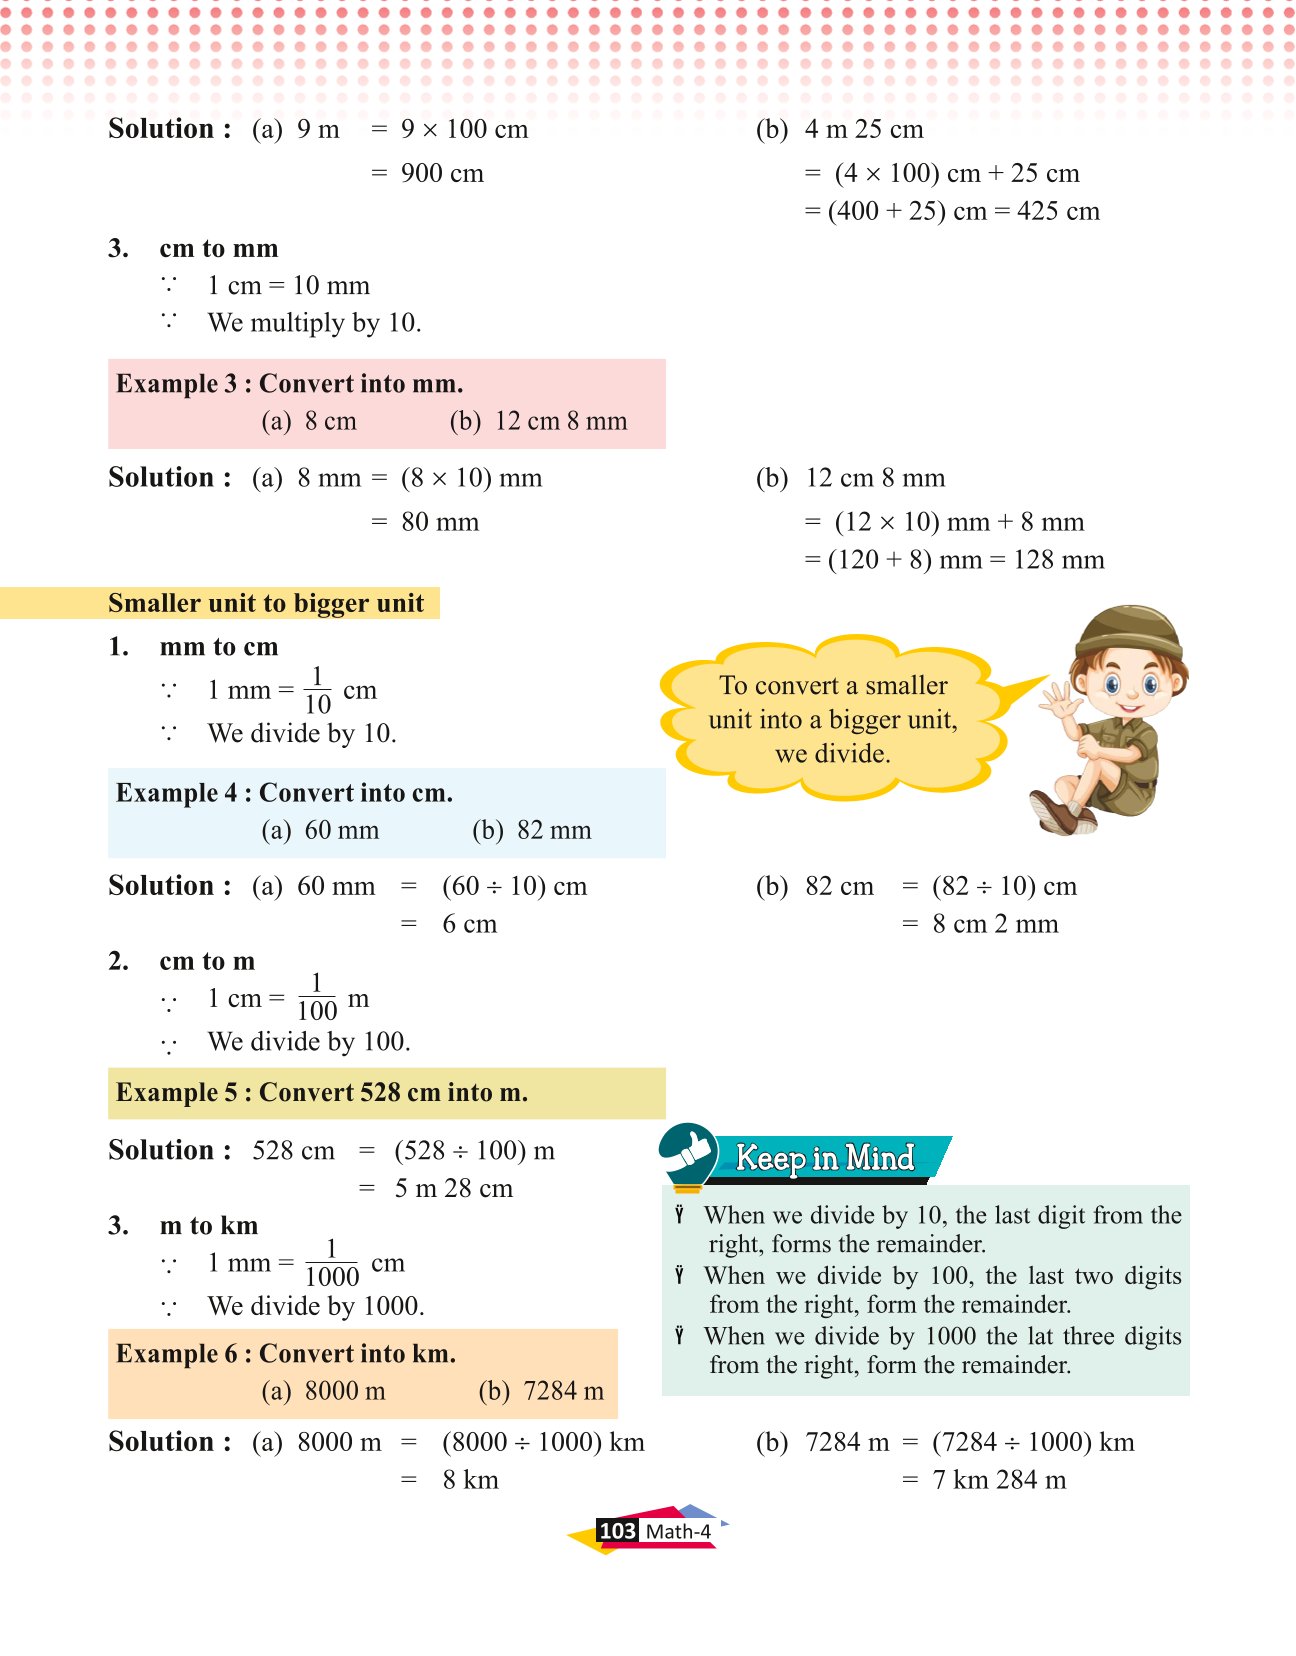 Solution : (a) 9 m = 9 × 100 cm (b) 4 m 25 cm
= 900 cm = (4 × 100) cm + 25 cm
= (400 + 25) cm = 425 cm
3. cm to mm
∵ 1 cm = 10 mm
∵ We multiply by 10.
Example 3 : Convert into mm.
(a) 8 cm (b) 12 cm 8 mm
Solution : (a) 8 mm = (8 × 10) mm (b) 12 cm 8 mm
= 80 mm = (12 × 10) mm + 8 mm
= (120 + 8) mm = 128 mm
Smaller unit to bigger unit
1. mm to cm
∵ 1 mm = 1/10 cm
∵ We divide by 10.
To convert a smaller
unit into a bigger unit,
we divide.
Example 4 : Convert into cm.
(a) 60 mm (b) 82 mm
Solution : (a) 60 mm = (60 ÷ 10) cm (b) 82 cm = (82 ÷ 10) cm
= 6 cm = 8 cm 2 mm
2. cm to m
∵ 1 cm = 1/100 m
∵ We divide by 100.
Example 5 : Convert 528 cm into m.
Solution : 528 cm = (528 ÷ 100) m
= 5 m 28 cm
3. m to km
∵ 1 mm = 1/1000 cm
∵ We divide by 1000.
Keep in Mind
Ÿ When we divide by 10, the last digit from the
right, forms the remainder.
Ÿ When we divide by 100, the last two digits
from the right, form the remainder.
Ÿ When we divide by 1000 the lat three digits
from the right, form the remainder.
Example 6 : Convert into km.
(a) 8000 m (b) 7284 m
Solution : (a) 8000 m = (8000 ÷ 1000) km (b) 7284 m = (7284 ÷ 1000) km
= 8 km = 7 km 284 m
103 Math-4